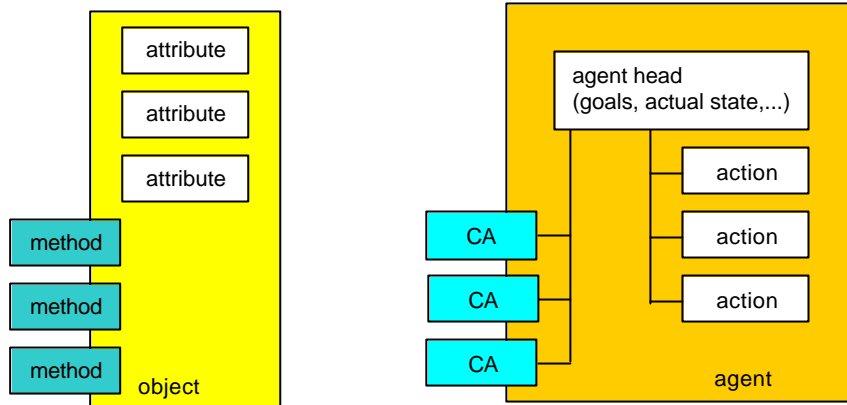 attribute
attribute
attribute
method
method
method
object
agent head
(goals, actual state,...)
action
action
action
CA
CA
CA
agent